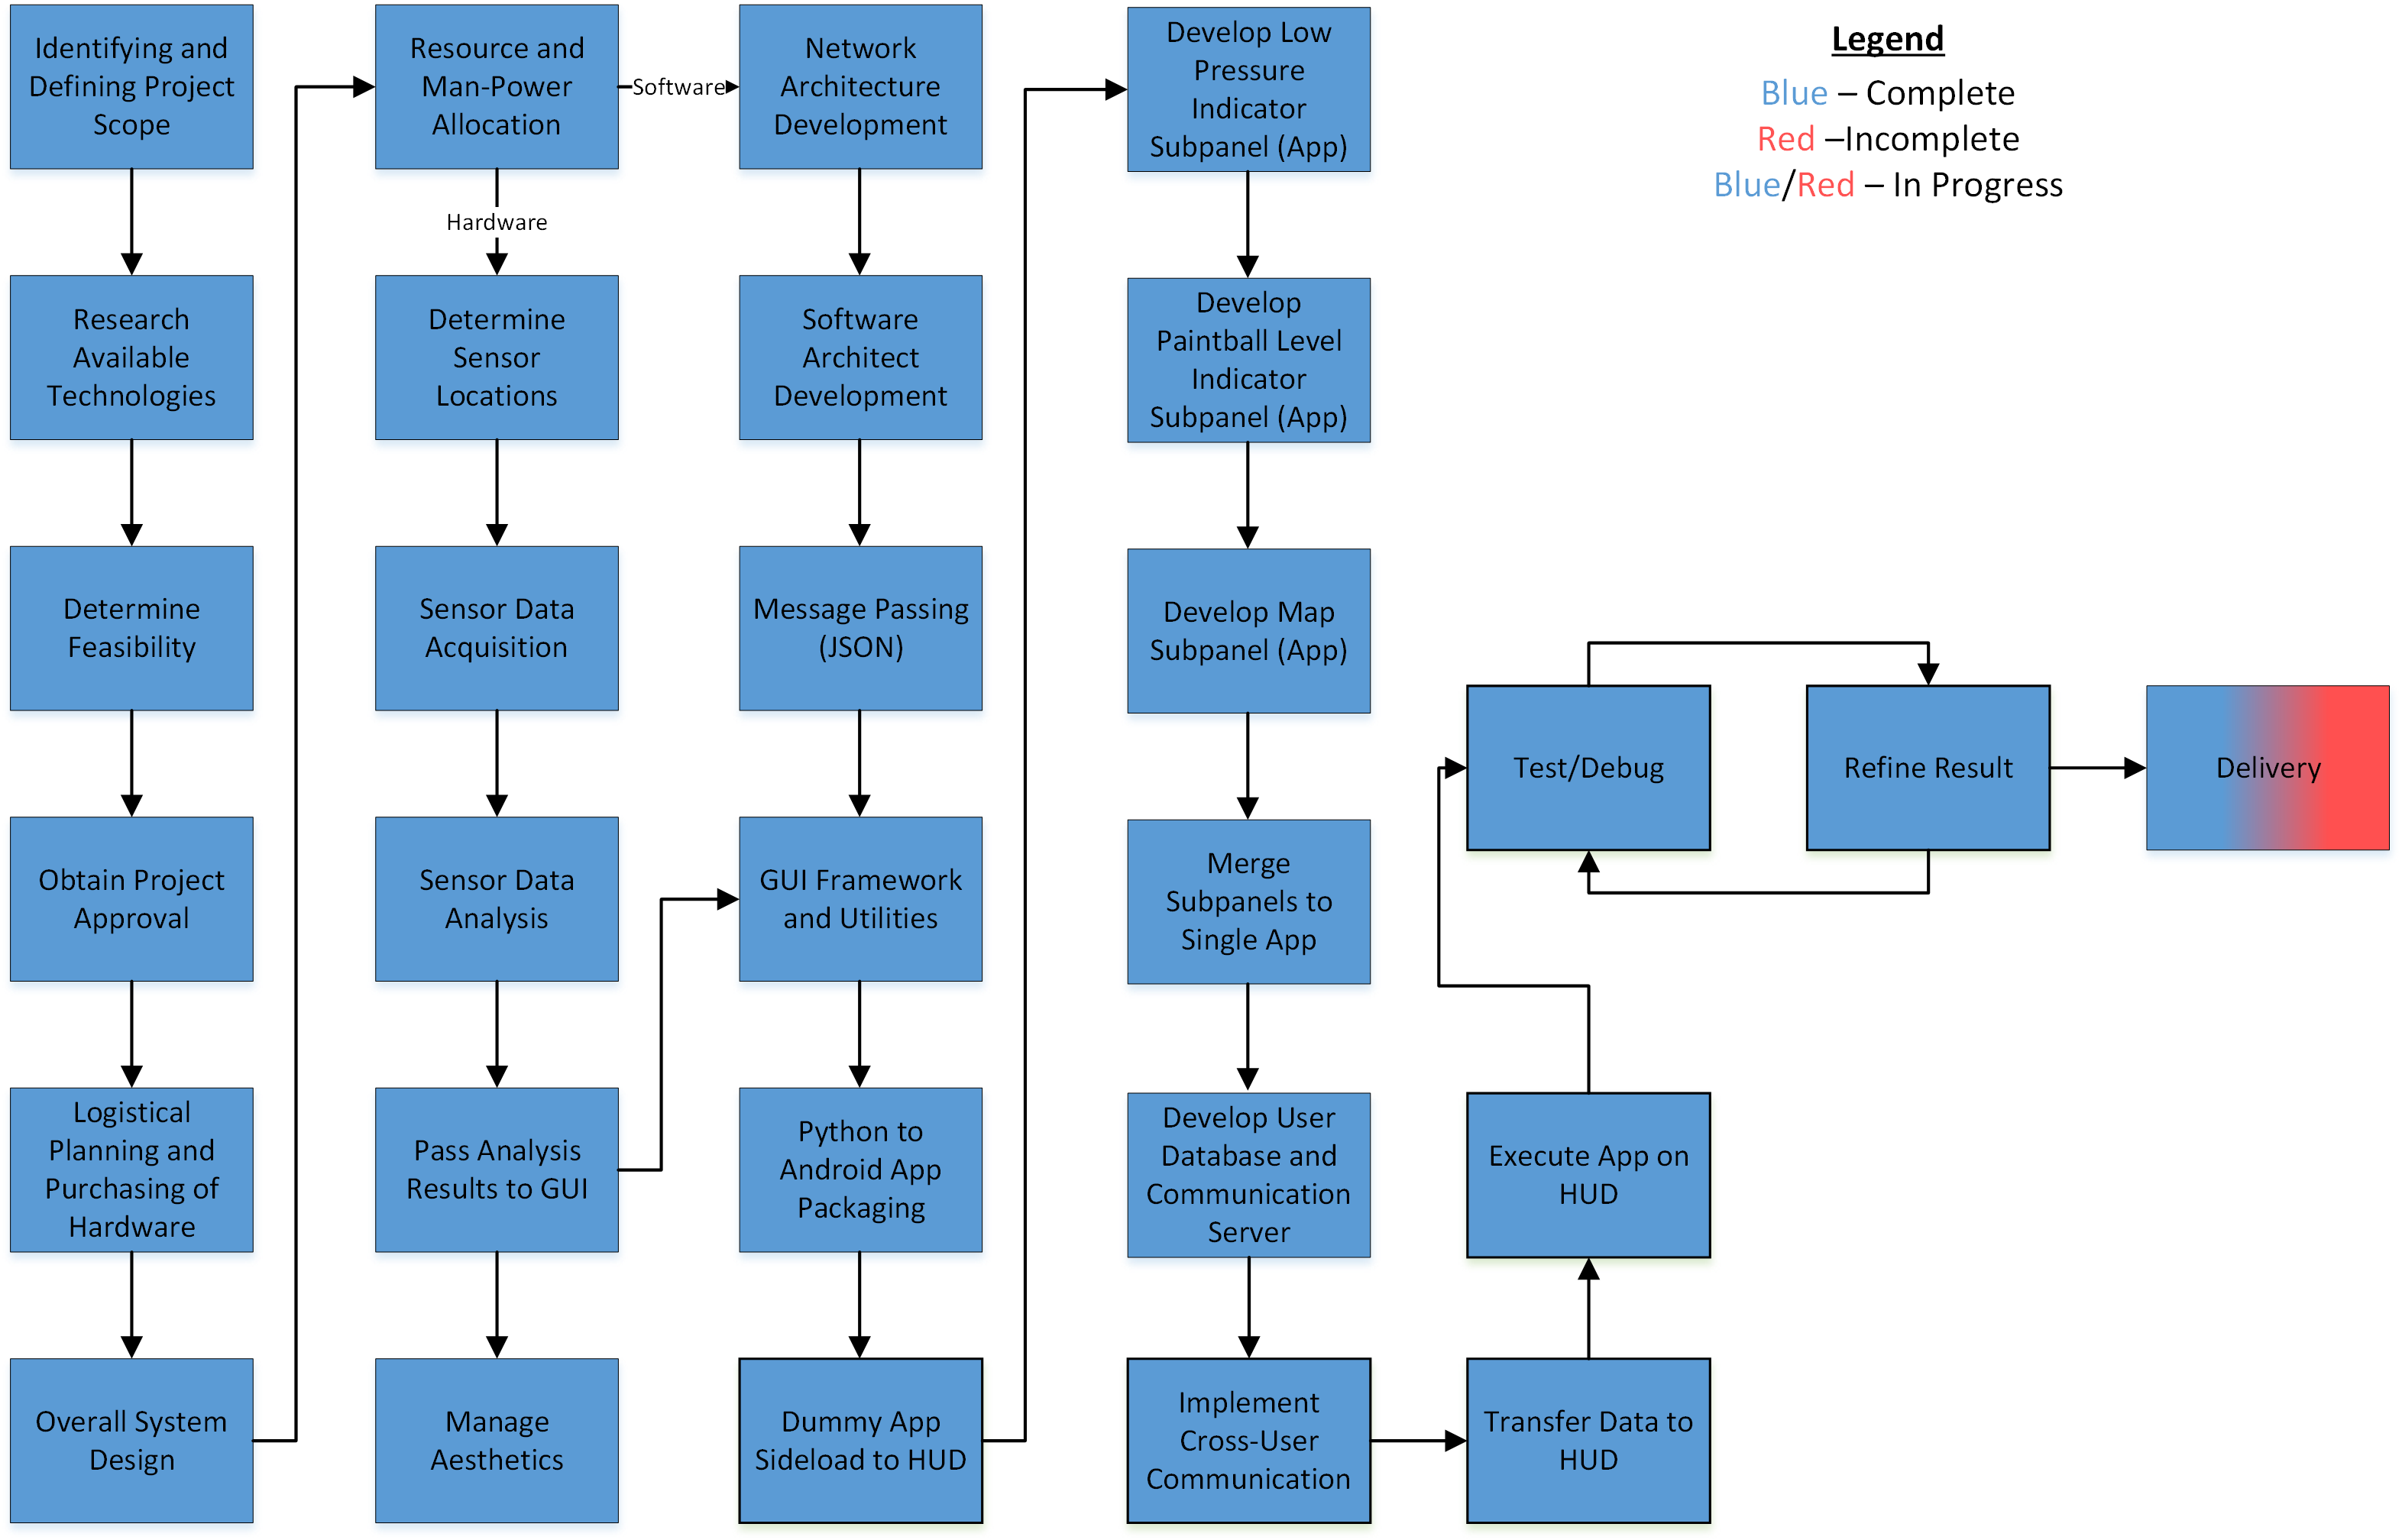 Identifying and
Defining Project
Scope
Research
Available
Technologies
Determine
Feasibility
Obtain Project
Approval
Logistical
Planning and
Purchasing of
Hardware
Overall System
Design
Resource and
Man-Power
Allocation
Software
Hardware
Determine
Sensor
Locations
Sensor Data
Acquisition
Sensor Data
Analysis
Pass Analysis
Results to GUI
Manage
Aesthetics
Network
Architecture
Development
Software
Architect
Development
Message Passing
(JSON)
GUI Framework
and Utilities
Python to
Android App
Packaging
Dummy App
Sideload to HUD
Develop Low
Pressure
Indicator
Subpanel (App)
Develop
Paintball Level
Indicator
Subpanel (App)
Develop Map
Subpanel (App)
Merge
Subpanels to
Single App
Develop User
Database and
Communication
Server
Implement
Cross-User
Communication
Transfer Data to
HUD
Execute App on
HUD
Test/Debug
Refine Result
Delivery
Legend
Blue – Complete
Red –Incomplete
Blue/Red – In Progress